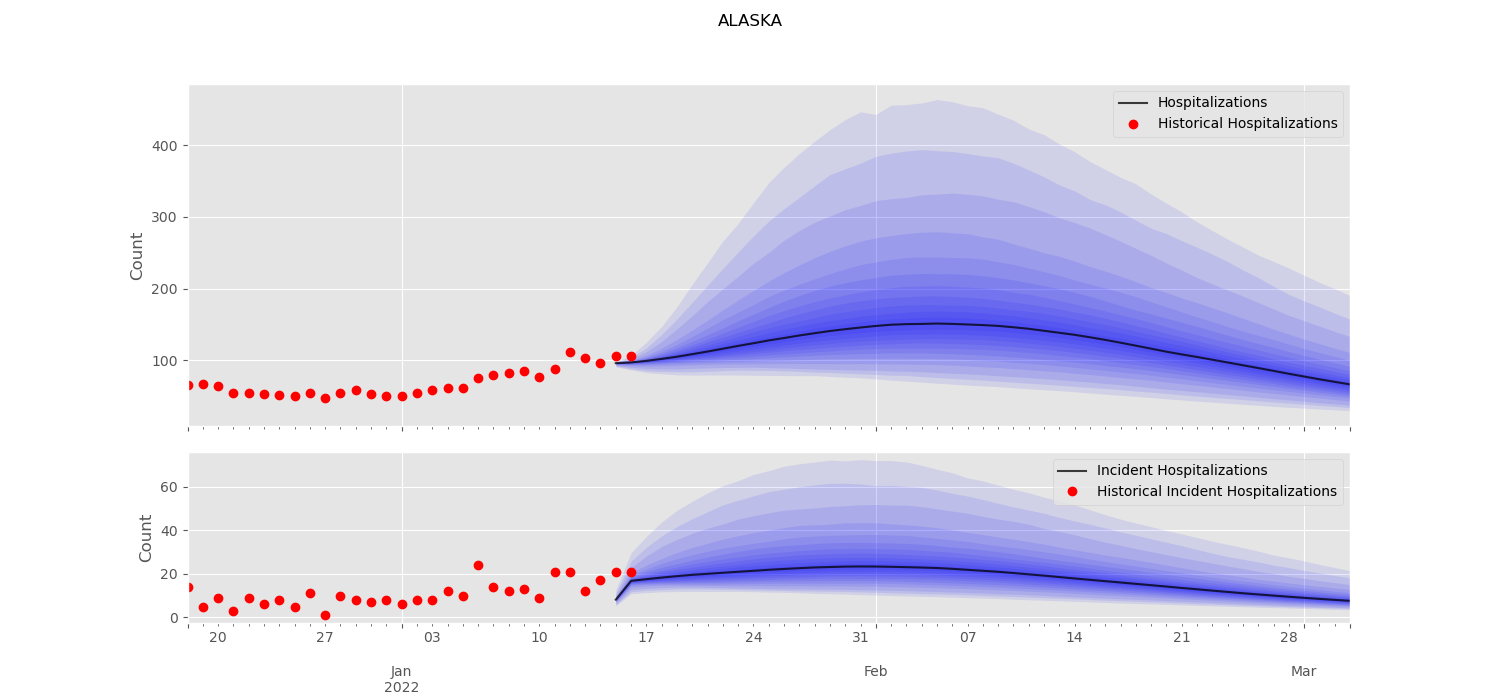 ALASKA
Hospitalizations
Historical Hospitalizations
Count
400
300
200
100
Incident Hospitalizations
Historical Incident Hospitalizations
Count
60
40
20
0
20 27 03 10 17 24 31 07 14 21 28
Jan Feb Mar
2022